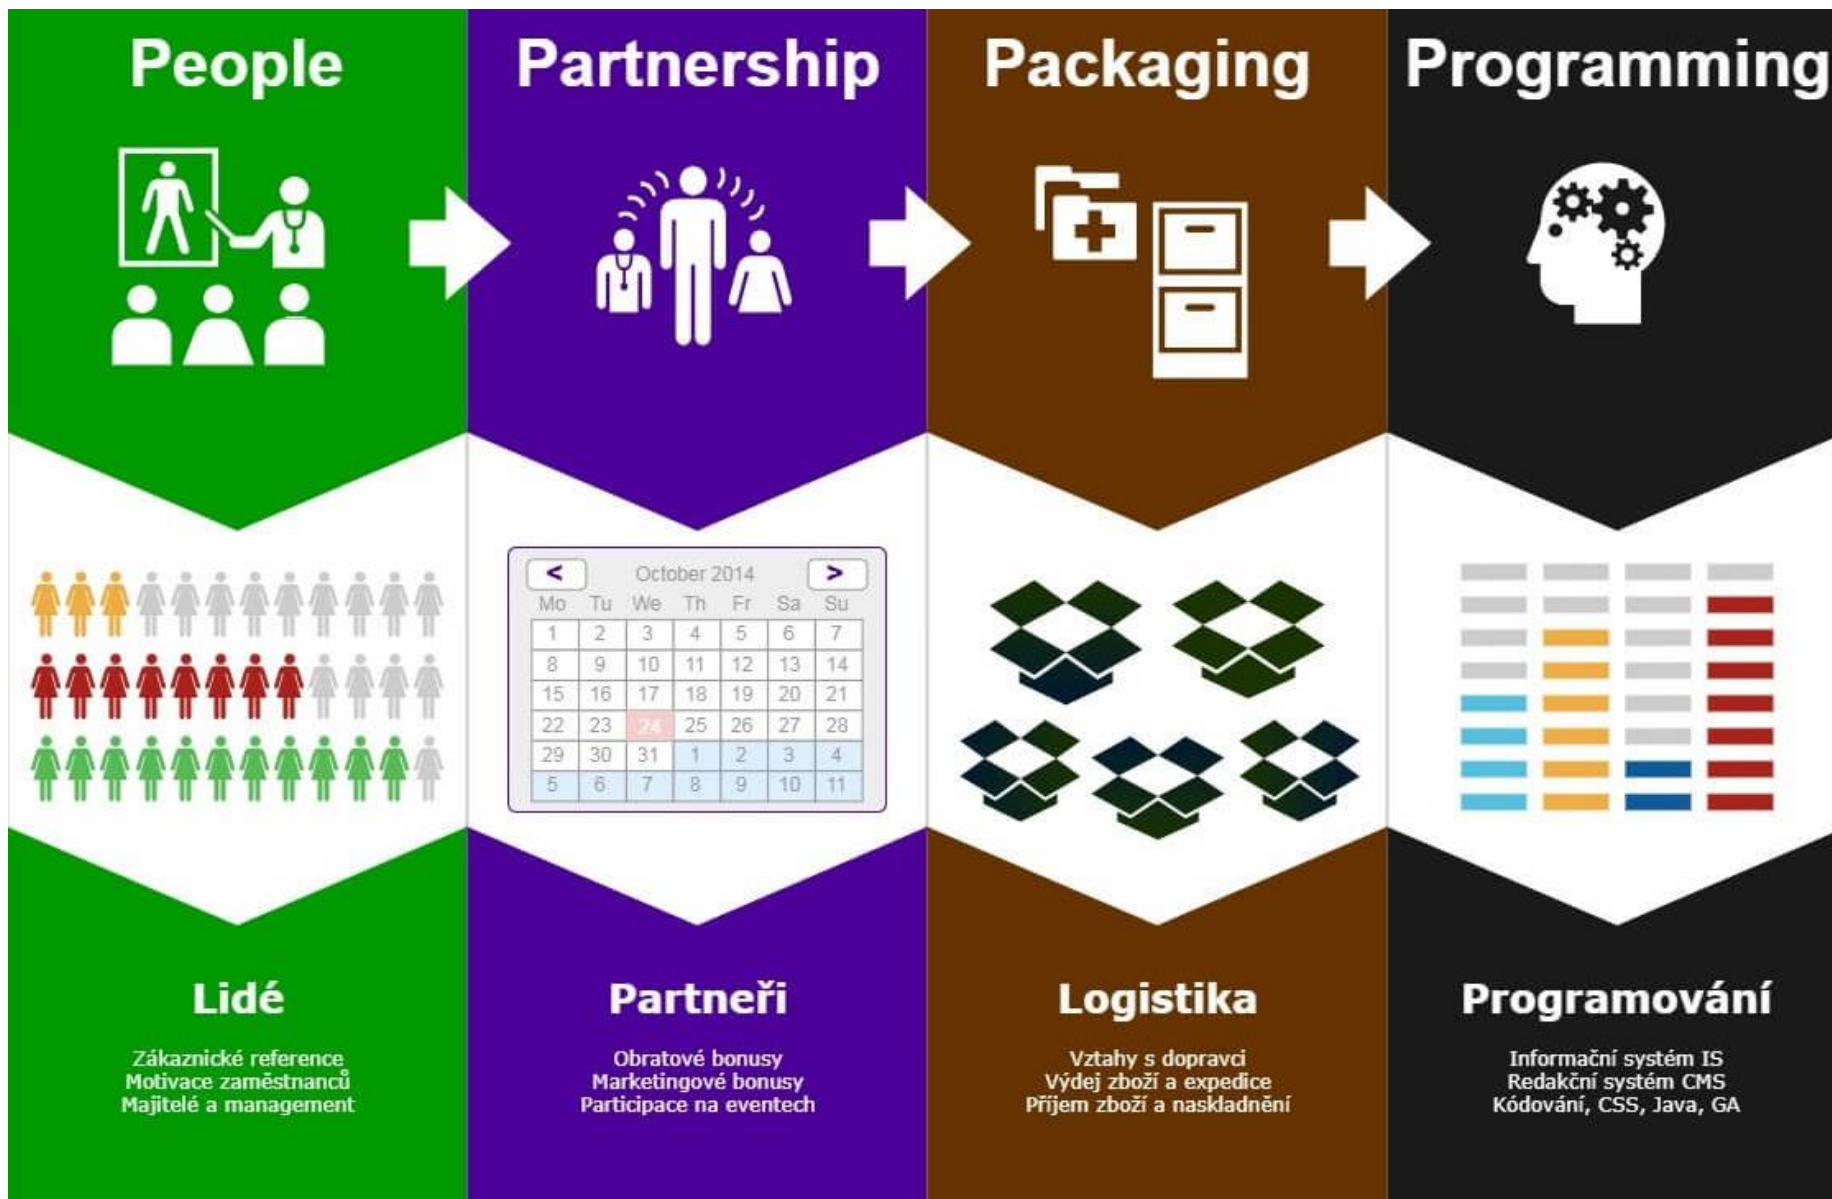 People
Partnership
Packaging
Programming
< October 2014 >
Mo Tu We Th Fr Sa Su
1 2 3 4 5 6 7
8 9 10 11 12 13 14
15 16 17 18 19 20 21
22 23 24 25 26 27 28
29 30 31 1 2 3 4
5 6 7 8 9 10 11
Lidé
Zákaznické reference
Motivace zaměstnanců
Majitelé a management
Partneři
Obratové bonusy
Marketingové bonusy
Participace na eventech
Logistika
Vztahy s dopravci
Výdej zboží a expedice
Příjem zboží a naskladnění
Programování
Informační systém IS
Redakční systém CMS
Kódování, CSS, Java, GA